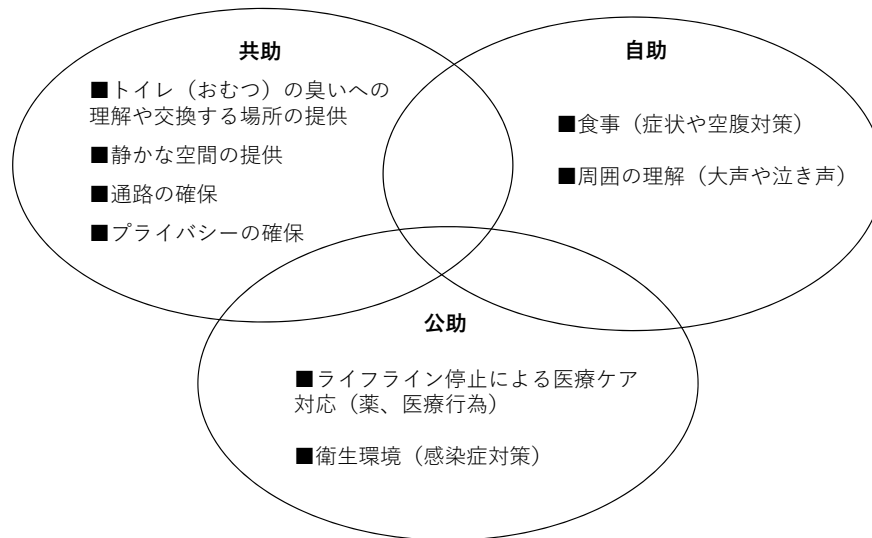 共助
■トイレ（おむつ）の臭いへの
理解や交換する場所の提供
■静かな空間の提供
■通路の確保
■プライバシーの確保
自助
■食事（症状や空腹対策）
■周囲の理解（大声や泣き声）
公助
■ライフライン停止による医療ケア
対応（薬、医療行為）
■衛生環境（感染症対策）